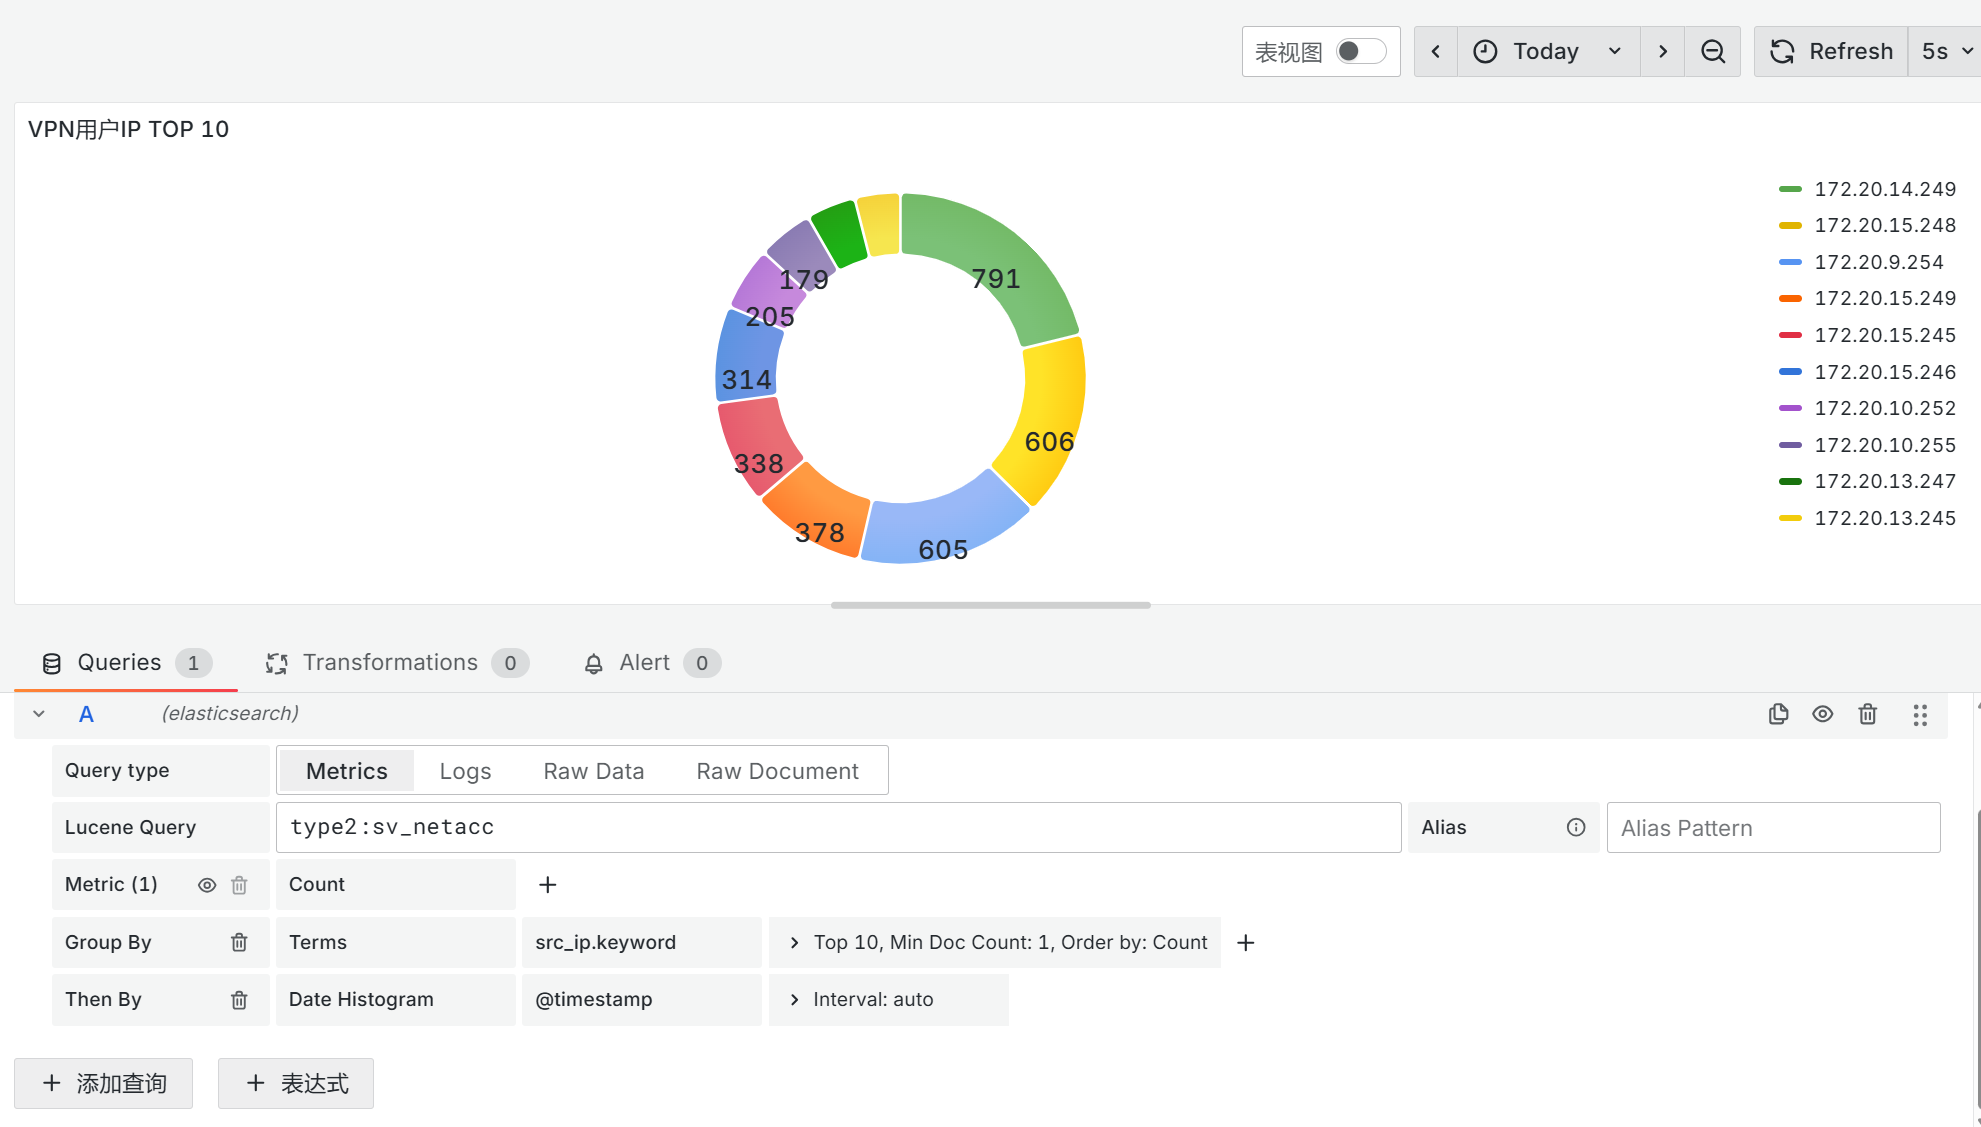 表视图
Today
Refresh
5s
VPN用户IP TOP 10
791
606
605
378
338
314
205
179
172.20.14.249
172.20.15.248
172.20.9.254
172.20.15.249
172.20.15.245
172.20.15.246
172.20.10.252
172.20.10.255
172.20.13.247
172.20.13.245
Queries 1
Transformations 0
Alert 0
A (elasticsearch)
Query type Metrics Logs Raw Data Raw Document
Lucene Query type2:sv_netacc Alias Alias Pattern
Metric (1) Count
Group By Terms src_ip.keyword Top 10, Min Doc Count: 1, Order by: Count
Then By Date Histogram @timestamp Interval: auto
添加查询
表达式